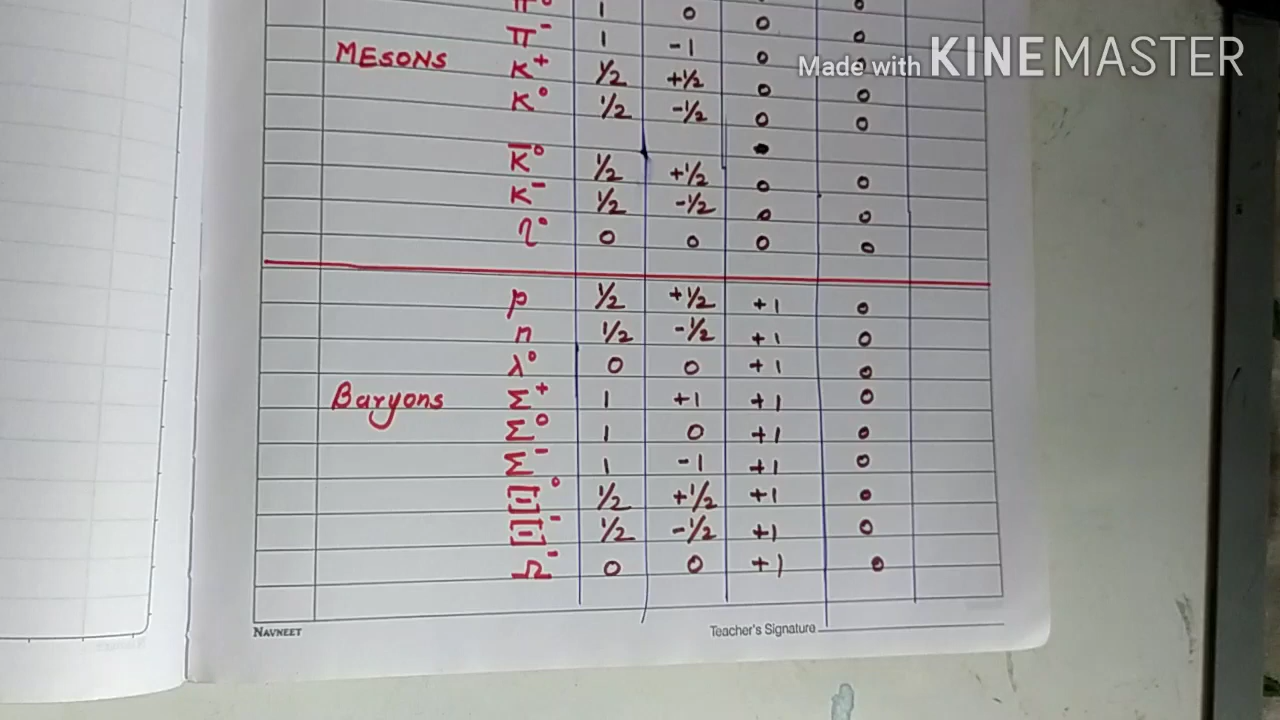 π° 1 0 0 0
π⁻ 1 -1 0 0
MESONS K⁺ 1/2 +1/2 0 0
K° 1/2 -1/2 0 0
K̅° 1/2 +1/2 0 0
K⁻ 1/2 -1/2 0 0
η° 0 0 0 0
p 1/2 +1/2 +1 0
n 1/2 -1/2 +1 0
λ° 0 0 +1 0
Baryons Σ⁺ 1 +1 +1 0
Σ° 1 0 +1 0
Σ⁻ 1 -1 +1 0
Ξ° 1/2 +1/2 +1 0
Ξ⁻ 1/2 -1/2 +1 0
Ω⁻ 0 0 +1 0
NAVNEET
Teacher's Signature
Made with KINEMASTER